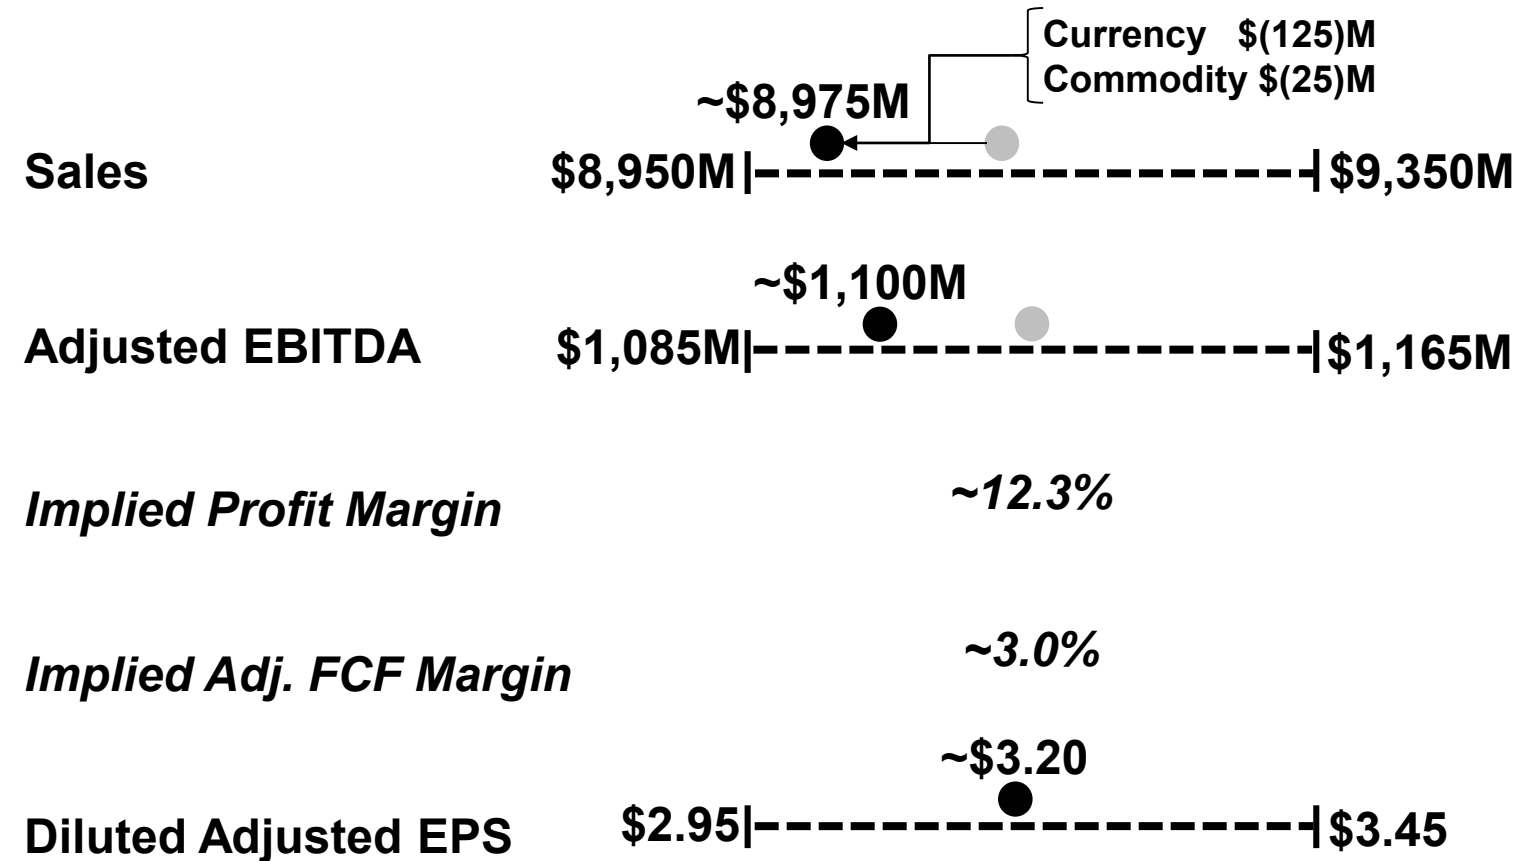 Currency $(125)M
Commodity $(25)M
~$8,975M
Sales $8,950M $9,350M
~$1,100M
Adjusted EBITDA $1,085M $1,165M
Implied Profit Margin ~12.3%
Implied Adj. FCF Margin ~3.0%
~$3.20
Diluted Adjusted EPS $2.95 $3.45